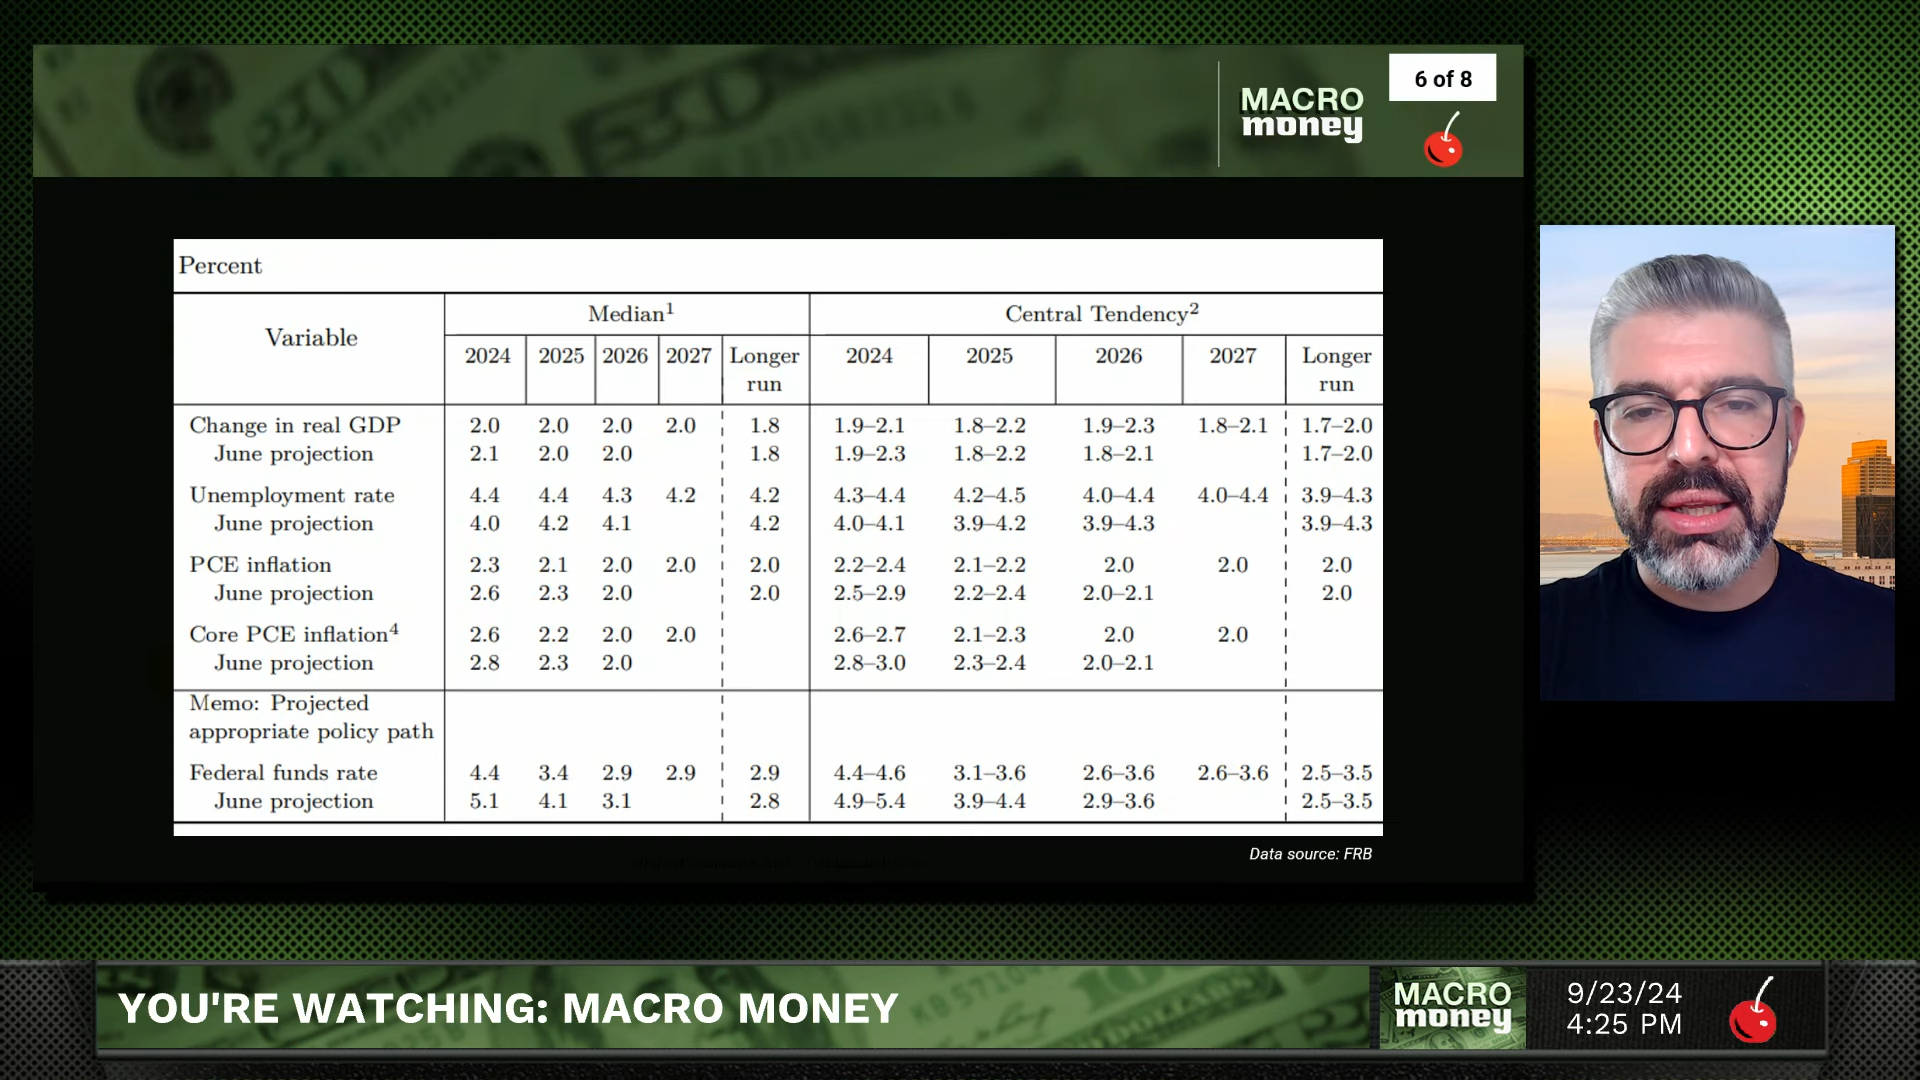 MACRO
money
6 of 8
Percent
Variable Median1 Central Tendency2
2024 2025 2026 2027 Longer run 2024 2025 2026 2027 Longer run
Change in real GDP 2.0 2.0 2.0 2.0 1.8 1.9–2.1 1.8–2.2 1.9–2.3 1.8–2.1 1.7–2.0
June projection 2.1 2.0 2.0 1.8 1.9–2.3 1.8–2.2 1.8–2.1 1.7–2.0
Unemployment rate 4.4 4.4 4.3 4.2 4.2 4.3–4.4 4.2–4.5 4.0–4.4 4.0–4.4 3.9–4.3
June projection 4.0 4.2 4.1 4.2 4.0–4.1 3.9–4.2 3.9–4.3 3.9–4.3
PCE inflation 2.3 2.1 2.0 2.0 2.0 2.2–2.4 2.1–2.2 2.0 2.0 2.0
June projection 2.6 2.3 2.0 2.0 2.5–2.9 2.2–2.4 2.0–2.1 2.0
Core PCE inflation4 2.6 2.2 2.0 2.0 2.6–2.7 2.1–2.3 2.0 2.0
June projection 2.8 2.3 2.0 2.8–3.0 2.3–2.4 2.0–2.1
Memo: Projected
appropriate policy path
Federal funds rate 4.4 3.4 2.9 2.9 2.9 4.4–4.6 3.1–3.6 2.6–3.6 2.6–3.6 2.5–3.5
June projection 5.1 4.1 3.1 2.8 4.9–5.4 3.9–4.4 2.9–3.6 2.5–3.5
Data source: FRB
YOU'RE WATCHING: MACRO MONEY
MACRO
money
9/23/24
4:25 PM